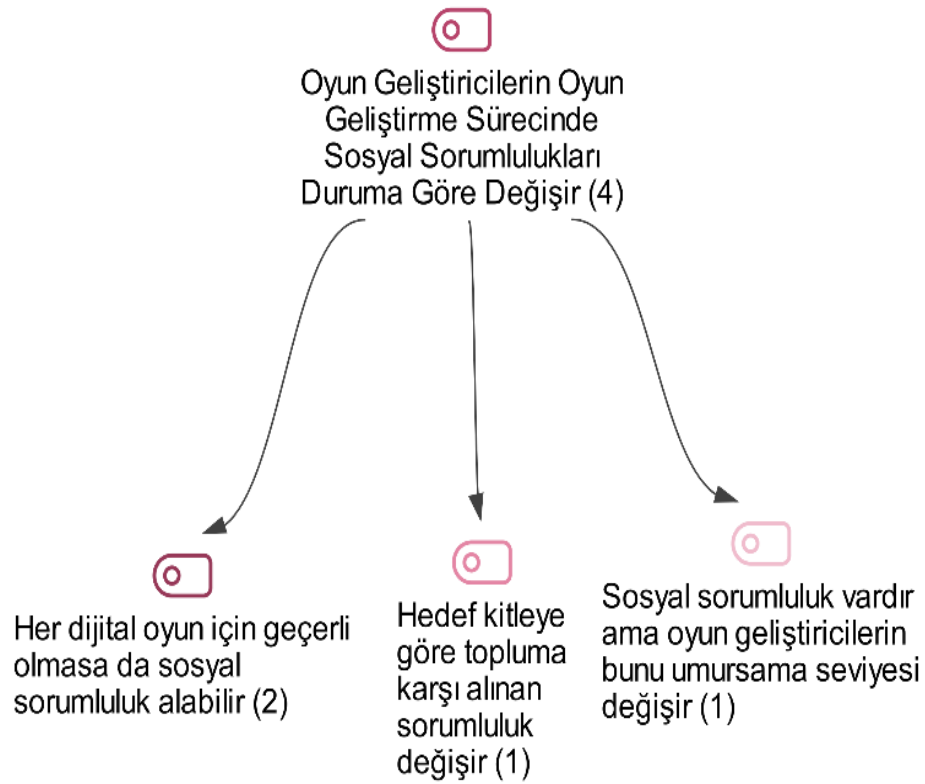 Oyun Geliştiricilerin Oyun
Geliştirme Sürecinde
Sosyal Sorumlulukları
Duruma Göre Değişir (4)
Her dijital oyun için geçerli
olmasa da sosyal
sorumluluk alabilir (2)
Hedef kitleye
göre topluma
karşı alınan
sorumluluk
değişir (1)
Sosyal sorumluluk vardır
ama oyun geliştiricilerin
bunu umursama seviyesi
değişir (1)